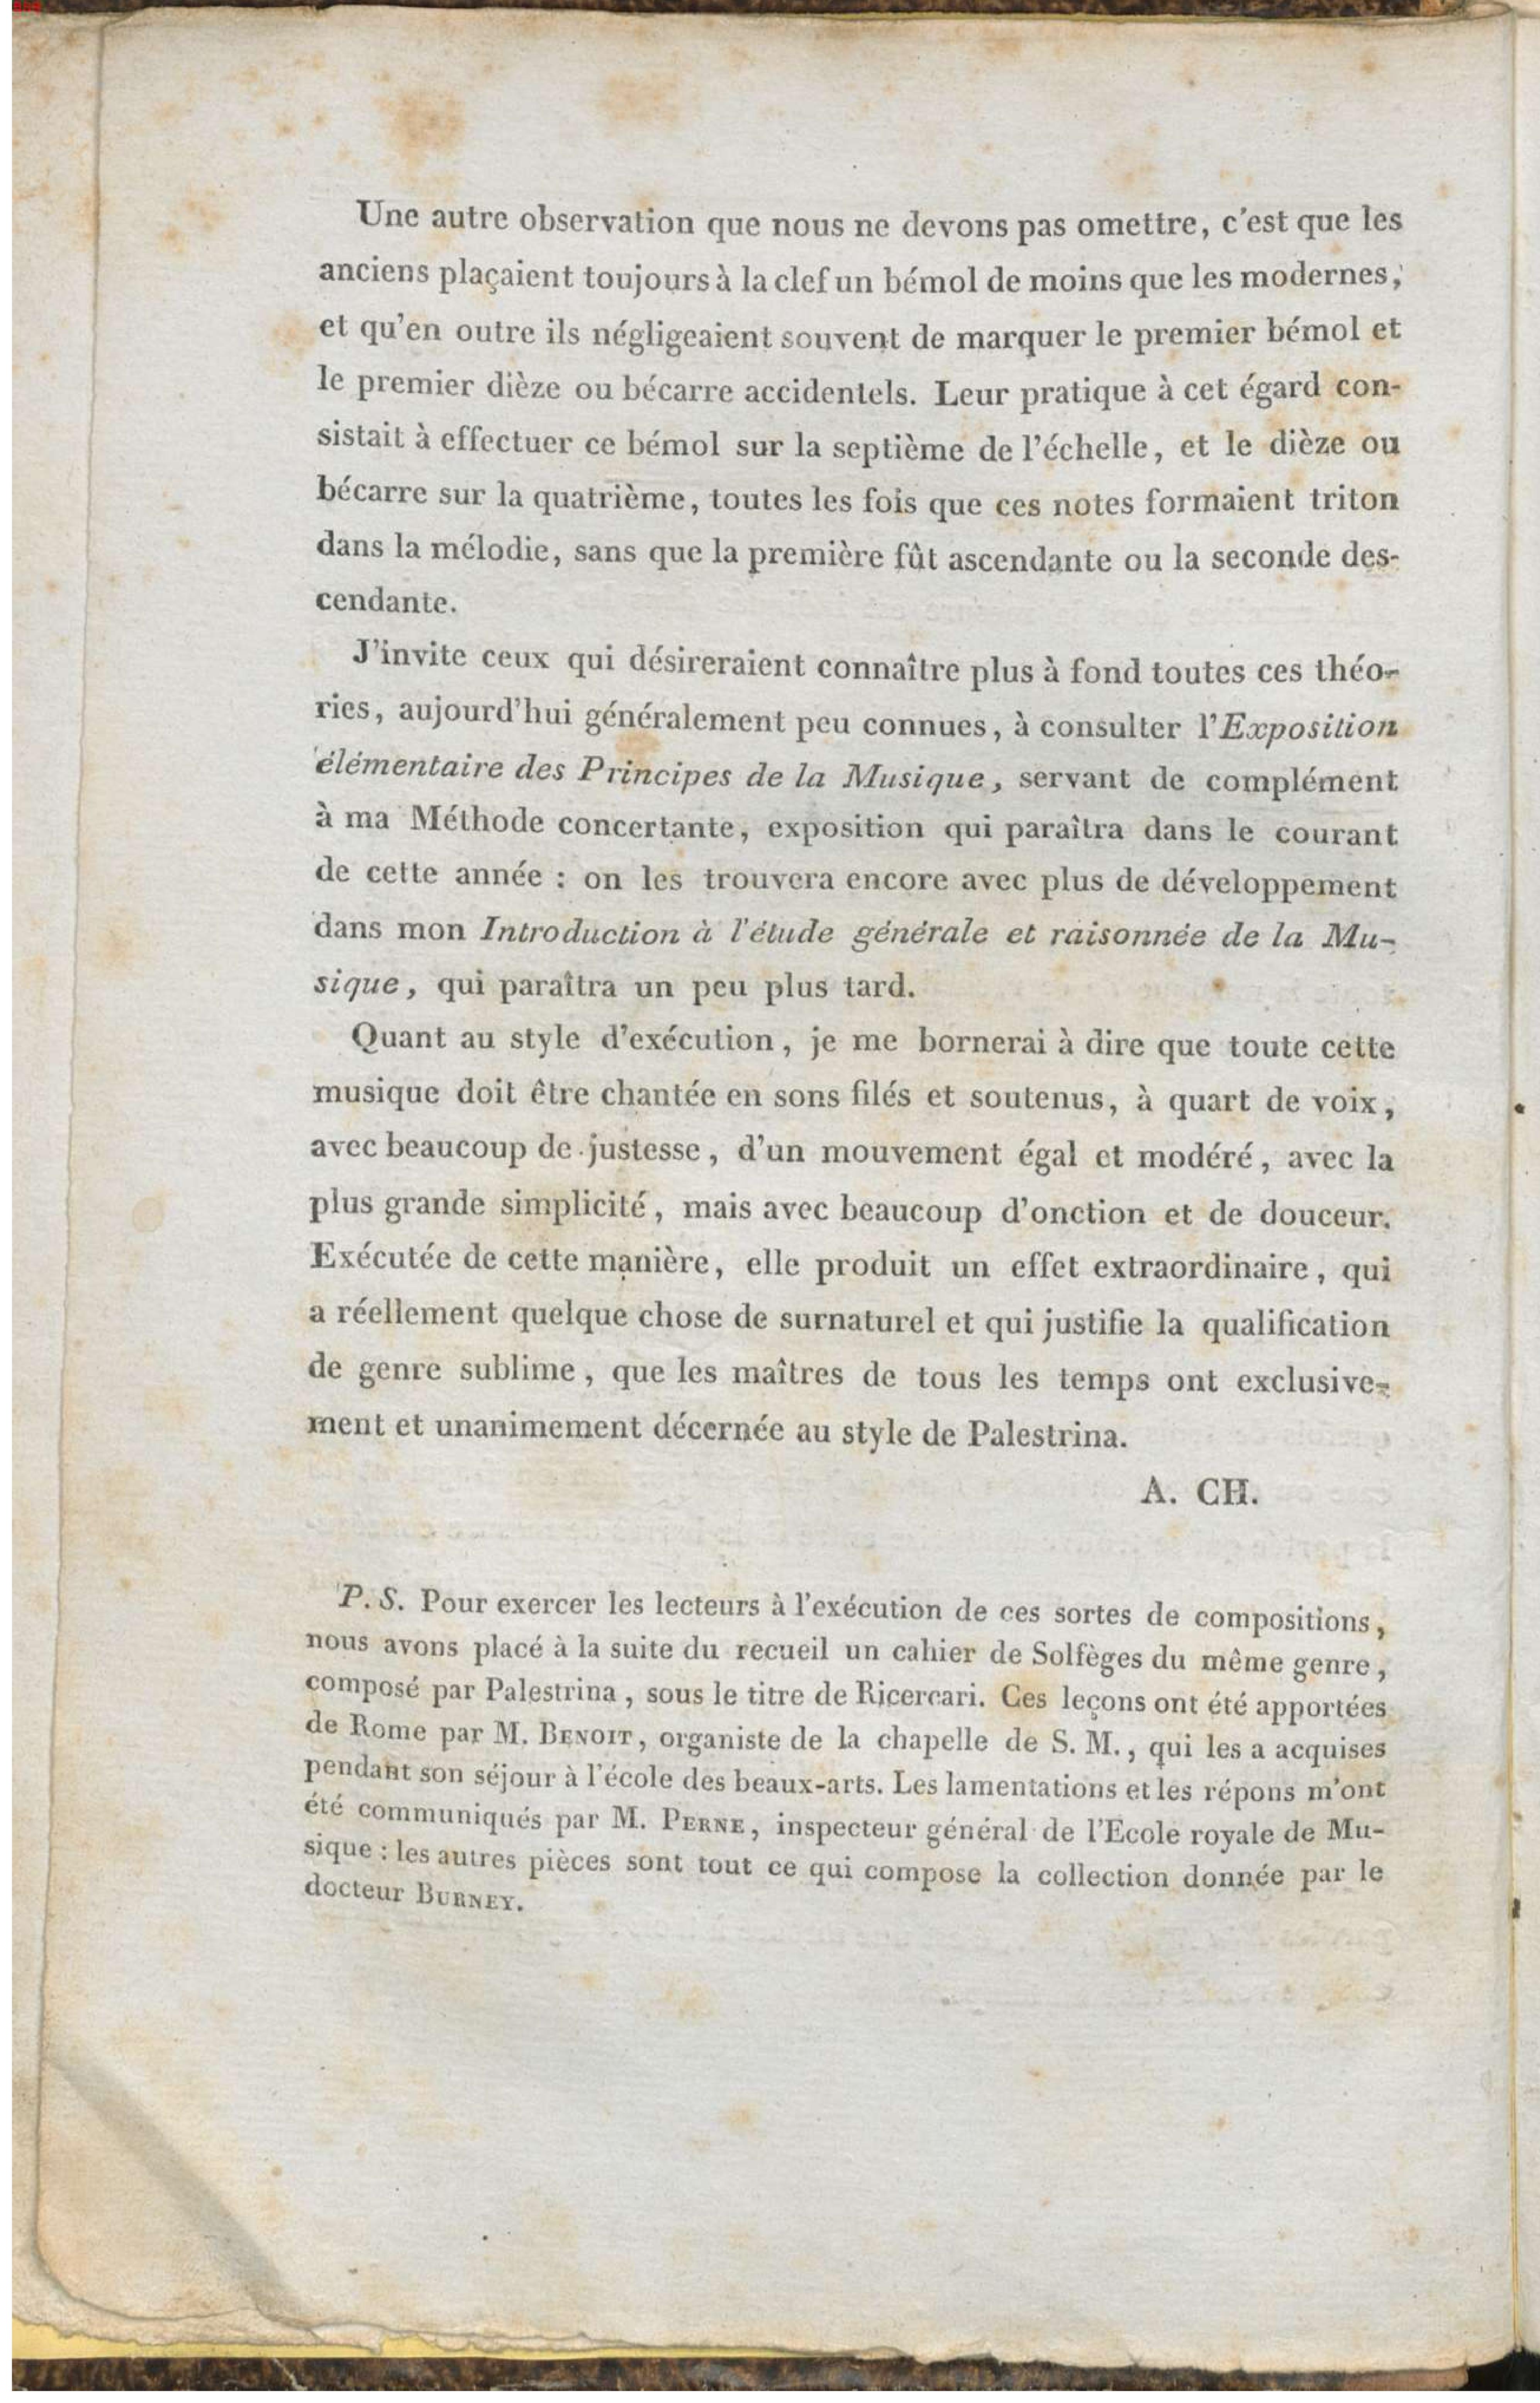 Une autre observation que nous ne devons pas omettre, c'est que les
anciens plaçaient toujours à la clef un bémol de moins que les modernes,
et qu'en outre ils négligeaient souvent de marquer le premier bémol et
le premier dièze ou bécarre accidentels. Leur pratique à cet égard con-
sistait à effectuer ce bémol sur la septième de l'échelle, et le dièze ou
bécarre sur la quatrième, toutes les fois que ces notes formaient triton
dans la mélodie, sans que la première fût ascendante ou la seconde des-
cendante.
J'invite ceux qui désireraient connaître plus à fond toutes ces théo-
ries, aujourd'hui généralement peu connues, à consulter l'Exposition
élémentaire des Principes de la Musique, servant de complément
à ma Méthode concertante, exposition qui paraîtra dans le courant
de cette année : on les trouvera encore avec plus de développement
dans mon Introduction à l'étude générale et raisonnée de la Mu-
sique, qui paraîtra un peu plus tard.
Quant au style d'exécution, je me bornerai à dire que toute cette
musique doit être chantée en sons filés et soutenus, à quart de voix,
avec beaucoup de justesse, d'un mouvement égal et modéré, avec la
plus grande simplicité, mais avec beaucoup d'onction et de douceur.
Exécutée de cette manière, elle produit un effet extraordinaire, qui
a réellement quelque chose de surnaturel et qui justifie la qualification
de genre sublime, que les maîtres de tous les temps ont exclusive-
ment et unanimement décernée au style de Palestrina.
A. CH.
P. S. Pour exercer les lecteurs à l'exécution de ces sortes de compositions,
nous avons placé à la suite du recueil un cahier de Solfèges du même genre,
composé par Palestrina, sous le titre de Ricercari. Ces leçons ont été apportées
de Rome par M. BENOIT, organiste de la chapelle de S. M., qui les a acquises
pendant son séjour à l'école des beaux-arts. Les lamentations et les répons m'ont
été communiqués par M. PERNE, inspecteur général de l'Ecole royale de Mu-
sique : les autres pièces sont tout ce qui compose la collection donnée par le
docteur BURNEY.